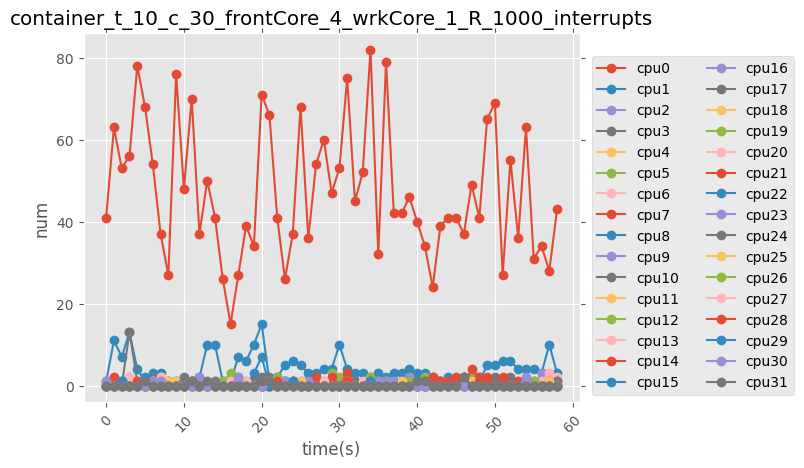 container_t_10_c_30_frontCore_4_wrkCore_1_R_1000_interrupts
num
80
60
40
20
0
0
10
20
30
40
50
60
time(s)
cpu0
cpu1
cpu2
cpu3
cpu4
cpu5
cpu6
cpu7
cpu8
cpu9
cpu10
cpu11
cpu12
cpu13
cpu14
cpu15
cpu16
cpu17
cpu18
cpu19
cpu20
cpu21
cpu22
cpu23
cpu24
cpu25
cpu26
cpu27
cpu28
cpu29
cpu30
cpu31